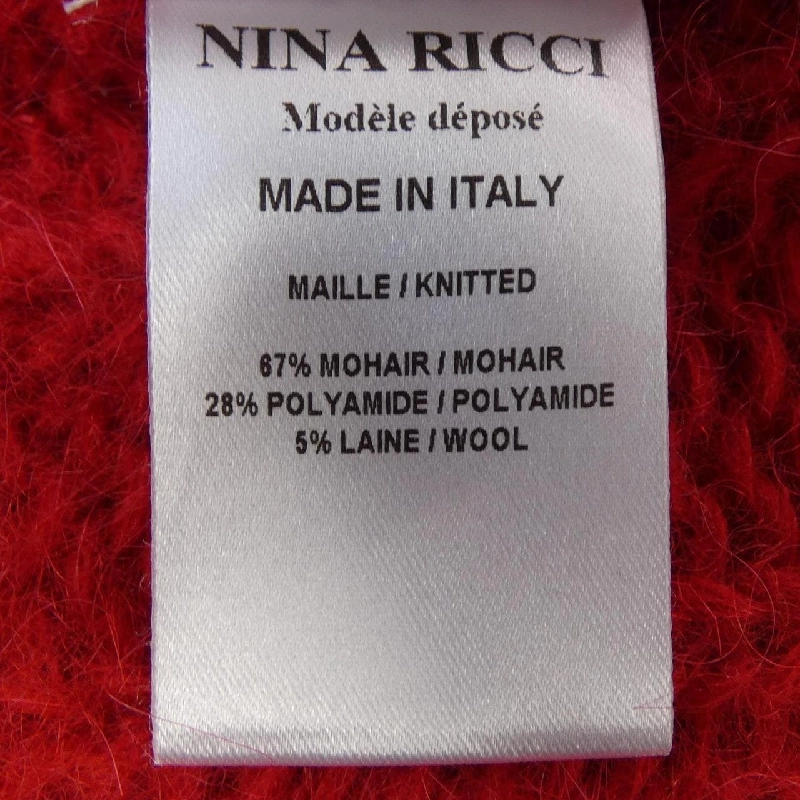 NINA RICCI
Modèle déposé
MADE IN ITALY
MAILLE / KNITTED
67% MOHAIR / MOHAIR
28% POLYAMIDE / POLYAMIDE
5% LAINE / WOOL